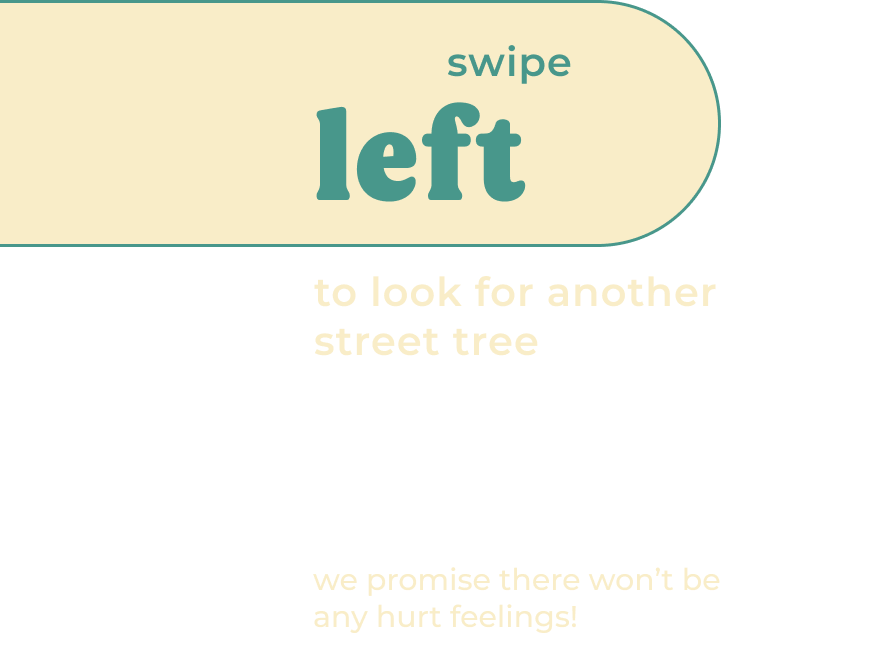 swipe
left
to look for another
street tree
we promise there won’t be
any hurt feelings!